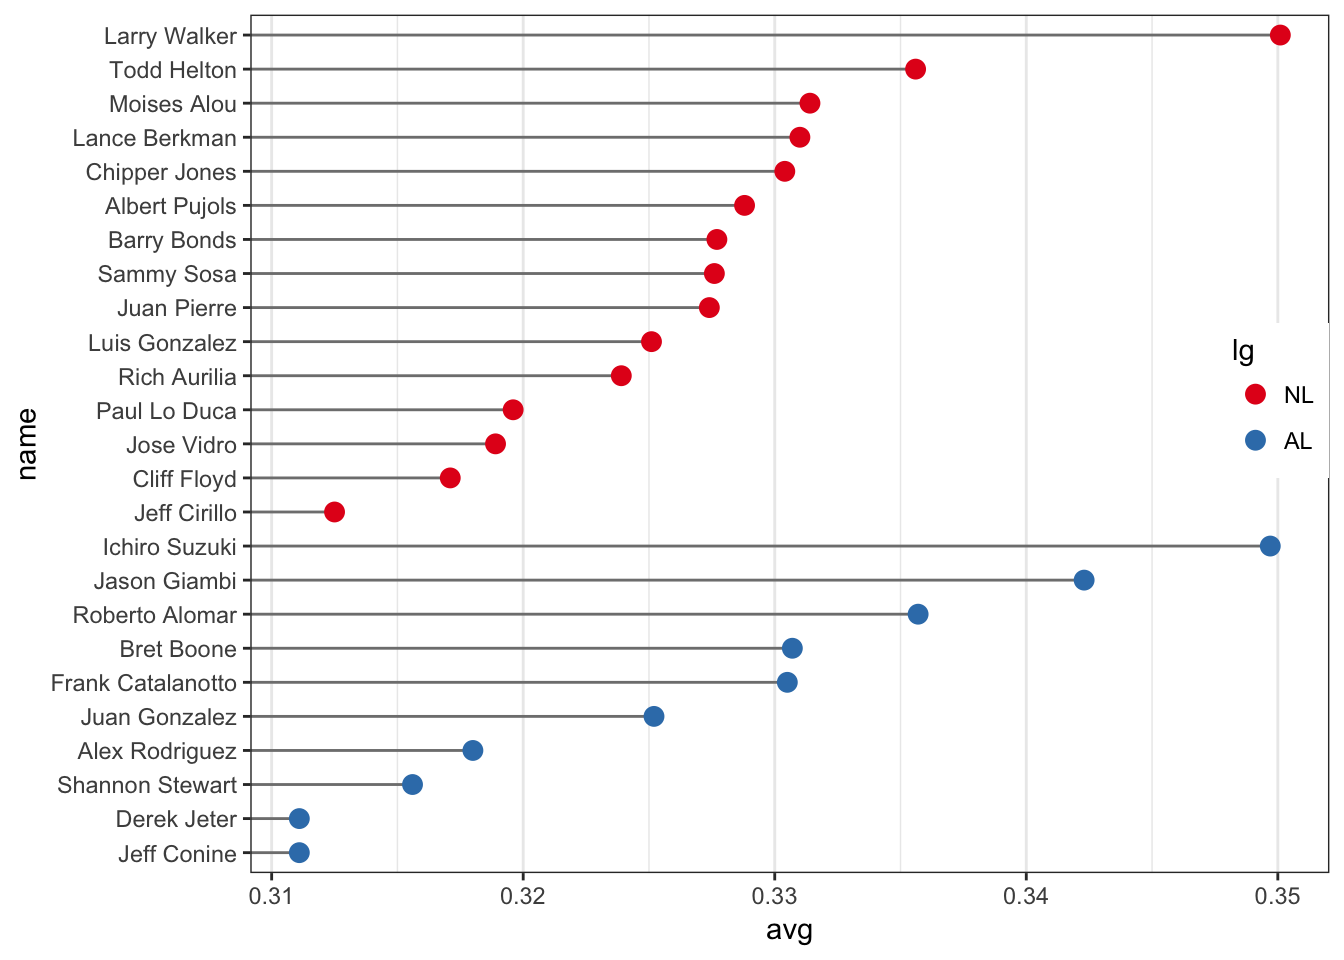 Larry Walker
Todd Helton
Moises Alou
Lance Berkman
Chipper Jones
Albert Pujols
Barry Bonds
Sammy Sosa
Juan Pierre
Luis Gonzalez
Rich Aurilia
Paul Lo Duca
Jose Vidro
Cliff Floyd
Jeff Cirillo
Ichiro Suzuki
Jason Giambi
Roberto Alomar
Bret Boone
Frank Catalanotto
Juan Gonzalez
Alex Rodriguez
Shannon Stewart
Derek Jeter
Jeff Conine
name
lg
NL
AL
0.31 0.32 0.33 0.34 0.35
avg